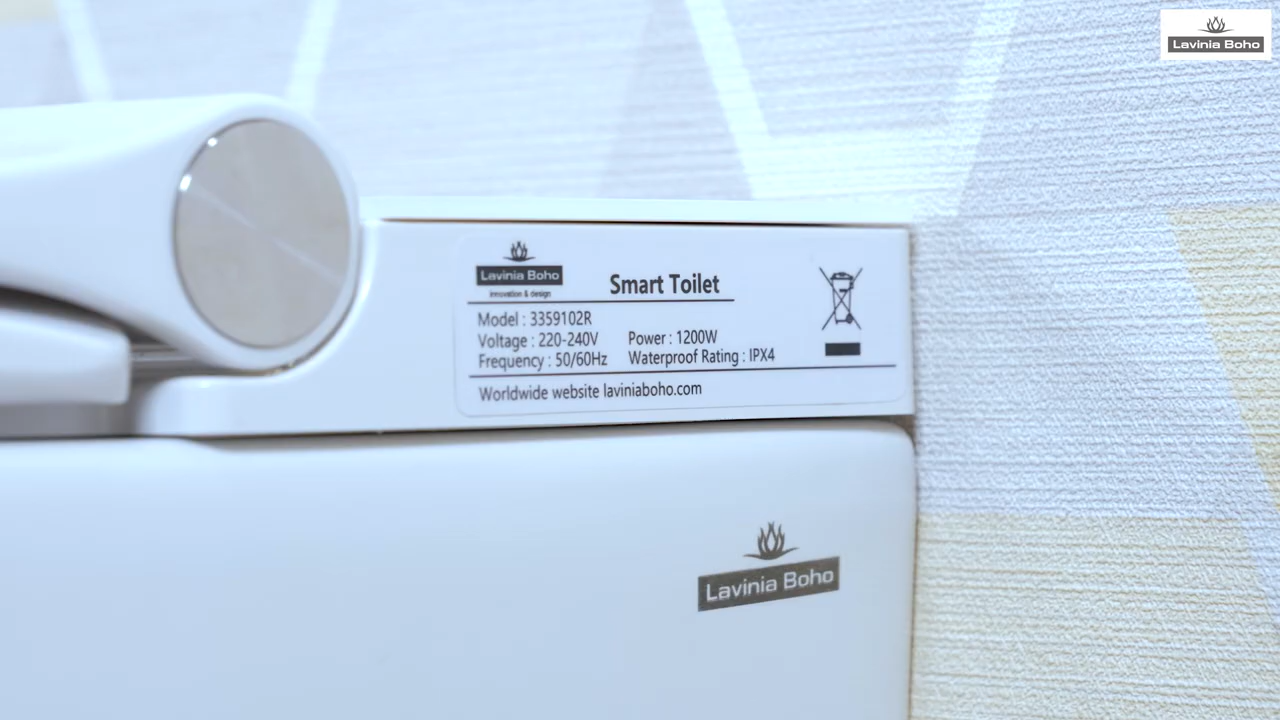 Lavinia Boho
Lavinia Boho
innovation & design
Smart Toilet
Model : 3359102R
Voltage : 220-240V Power : 1200W
Frequency : 50/60Hz Waterproof Rating : IPX4
Worldwide website laviniaboho.com
Lavinia Boho